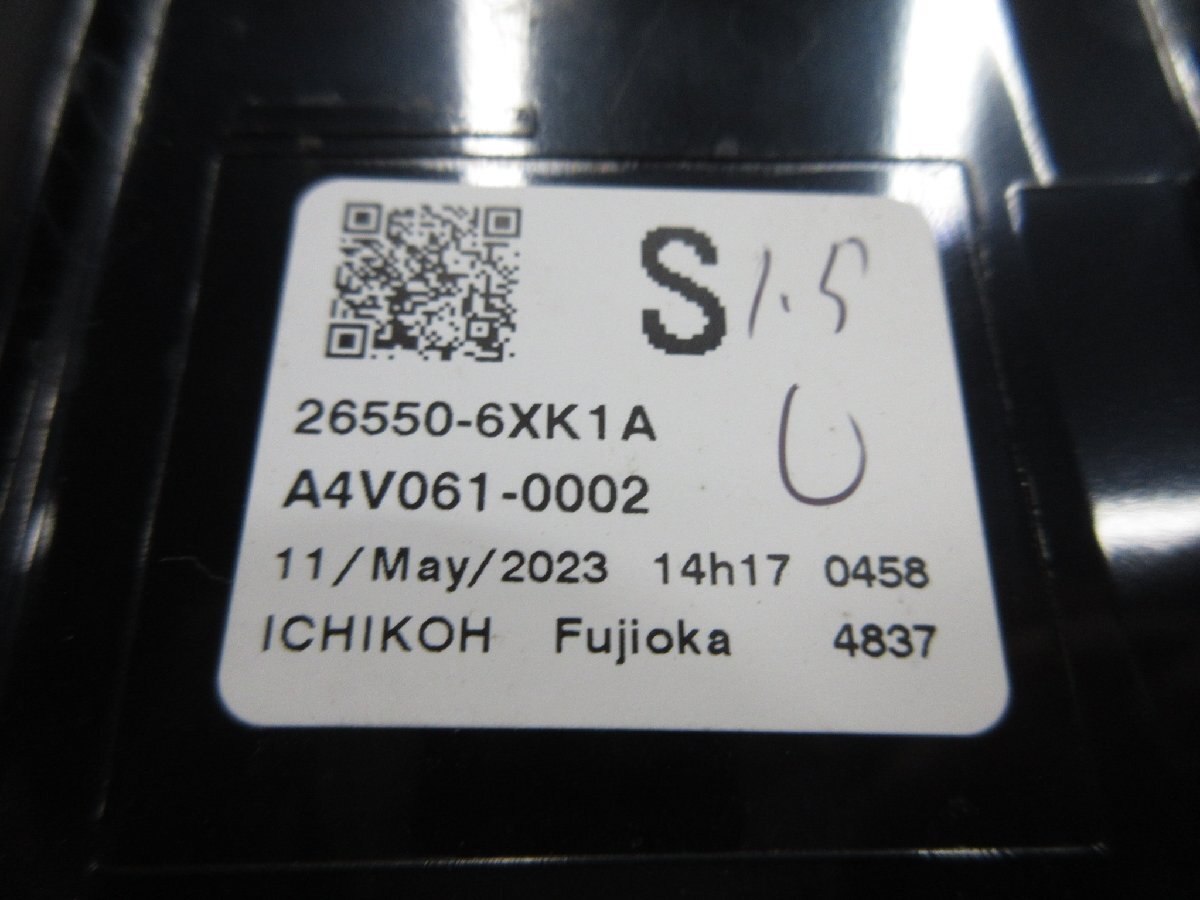 S 1.5
26550-6XK1A U
A4V061-0002
11/May/2023 14h17 0458
ICHIKOH Fujioka 4837